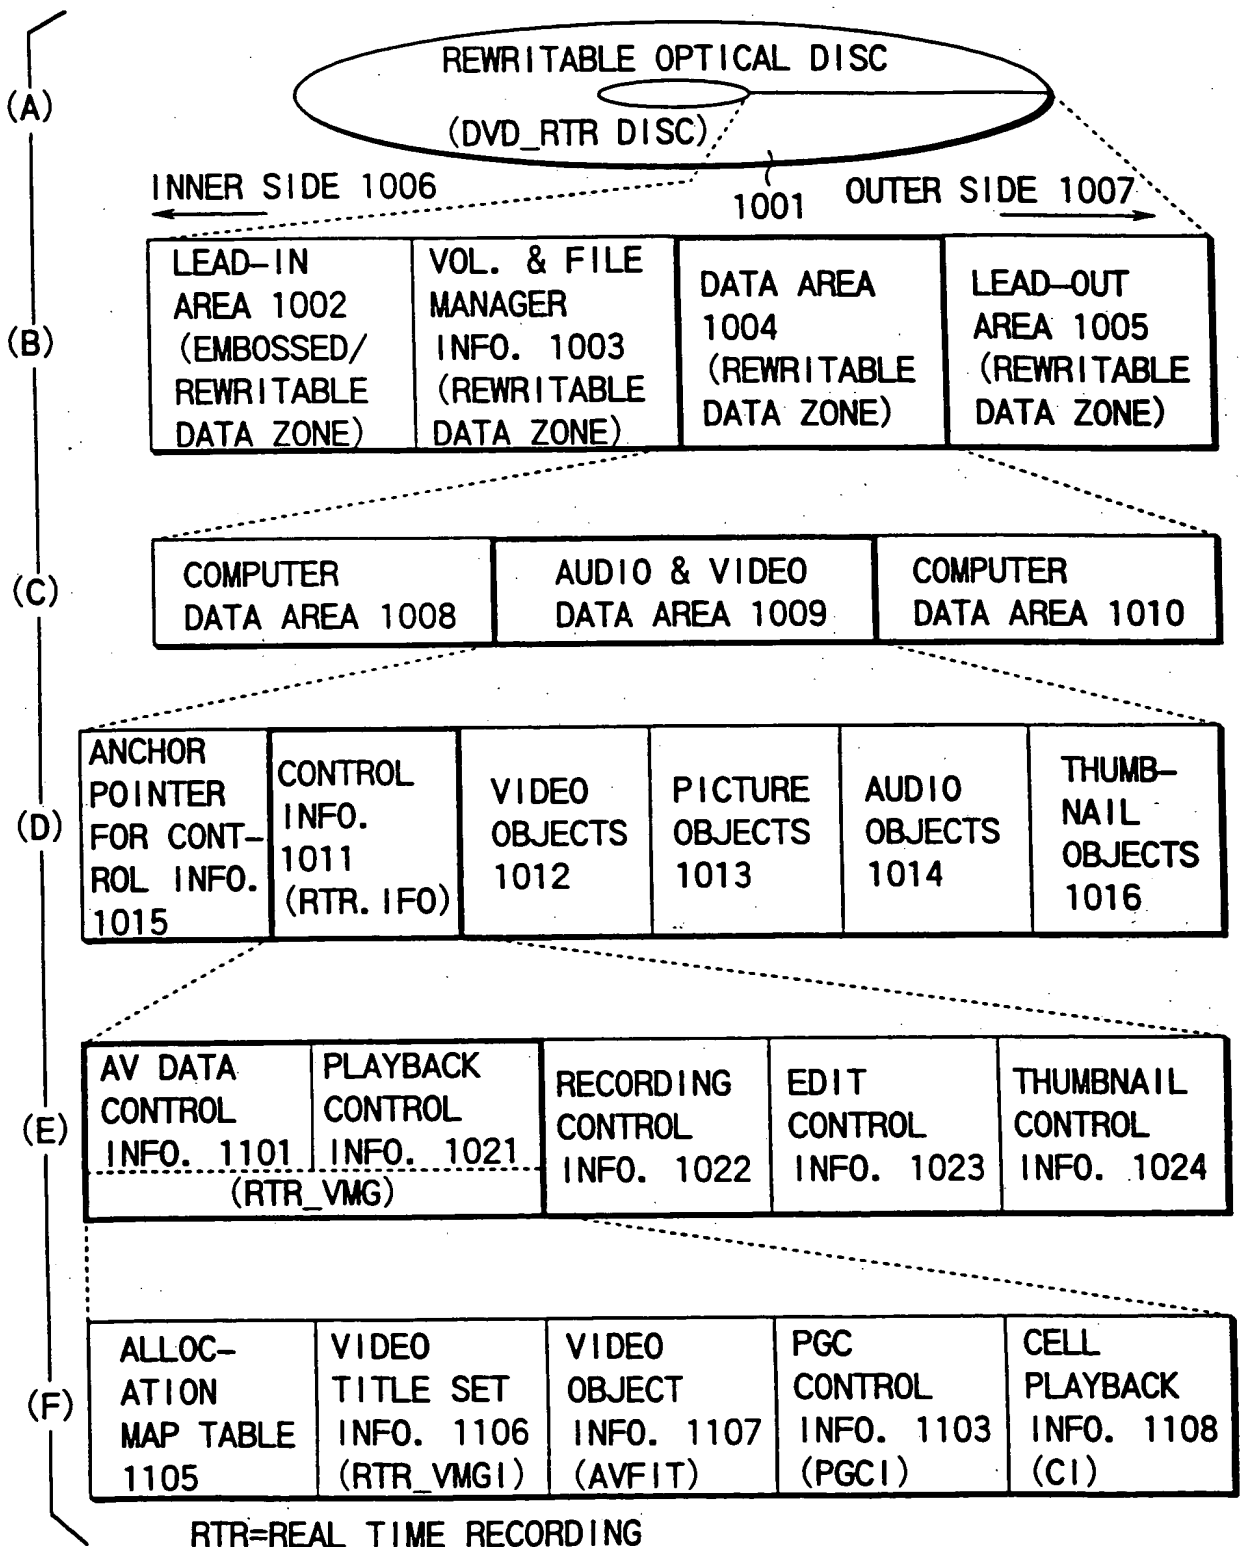 (A)
REWRITABLE OPTICAL DISC
(DVD_RTR DISC)
INNER SIDE 1006
1001
OUTER SIDE 1007
(B)
LEAD-IN
AREA 1002
(EMBOSSED/
REWRITABLE
DATA ZONE)
VOL. & FILE
MANAGER
INFO. 1003
(REWRITABLE
DATA ZONE)
DATA AREA
1004
(REWRITABLE
DATA ZONE)
LEAD-OUT
AREA 1005
(REWRITABLE
DATA ZONE)
(C)
COMPUTER
DATA AREA 1008
AUDIO & VIDEO
DATA AREA 1009
COMPUTER
DATA AREA 1010
(D)
ANCHOR
POINTER
FOR CONT-
ROL INFO.
1015
CONTROL
INFO.
1011
(RTR.IFO)
VIDEO
OBJECTS
1012
PICTURE
OBJECTS
1013
AUDIO
OBJECTS
1014
THUMB-
NAIL
OBJECTS
1016
(E)
AV DATA
CONTROL
INFO. 1101
PLAYBACK
CONTROL
INFO. 1021
(RTR_VMG)
RECORDING
CONTROL
INFO. 1022
EDIT
CONTROL
INFO. 1023
THUMBNAIL
CONTROL
INFO. 1024
(F)
ALLOC-
ATION
MAP TABLE
1105
VIDEO
TITLE SET
INFO. 1106
(RTR_VMGI)
VIDEO
OBJECT
INFO. 1107
(AVFIT)
PGC
CONTROL
INFO. 1103
(PGCI)
CELL
PLAYBACK
INFO. 1108
(CI)
RTR=REAL TIME RECORDING